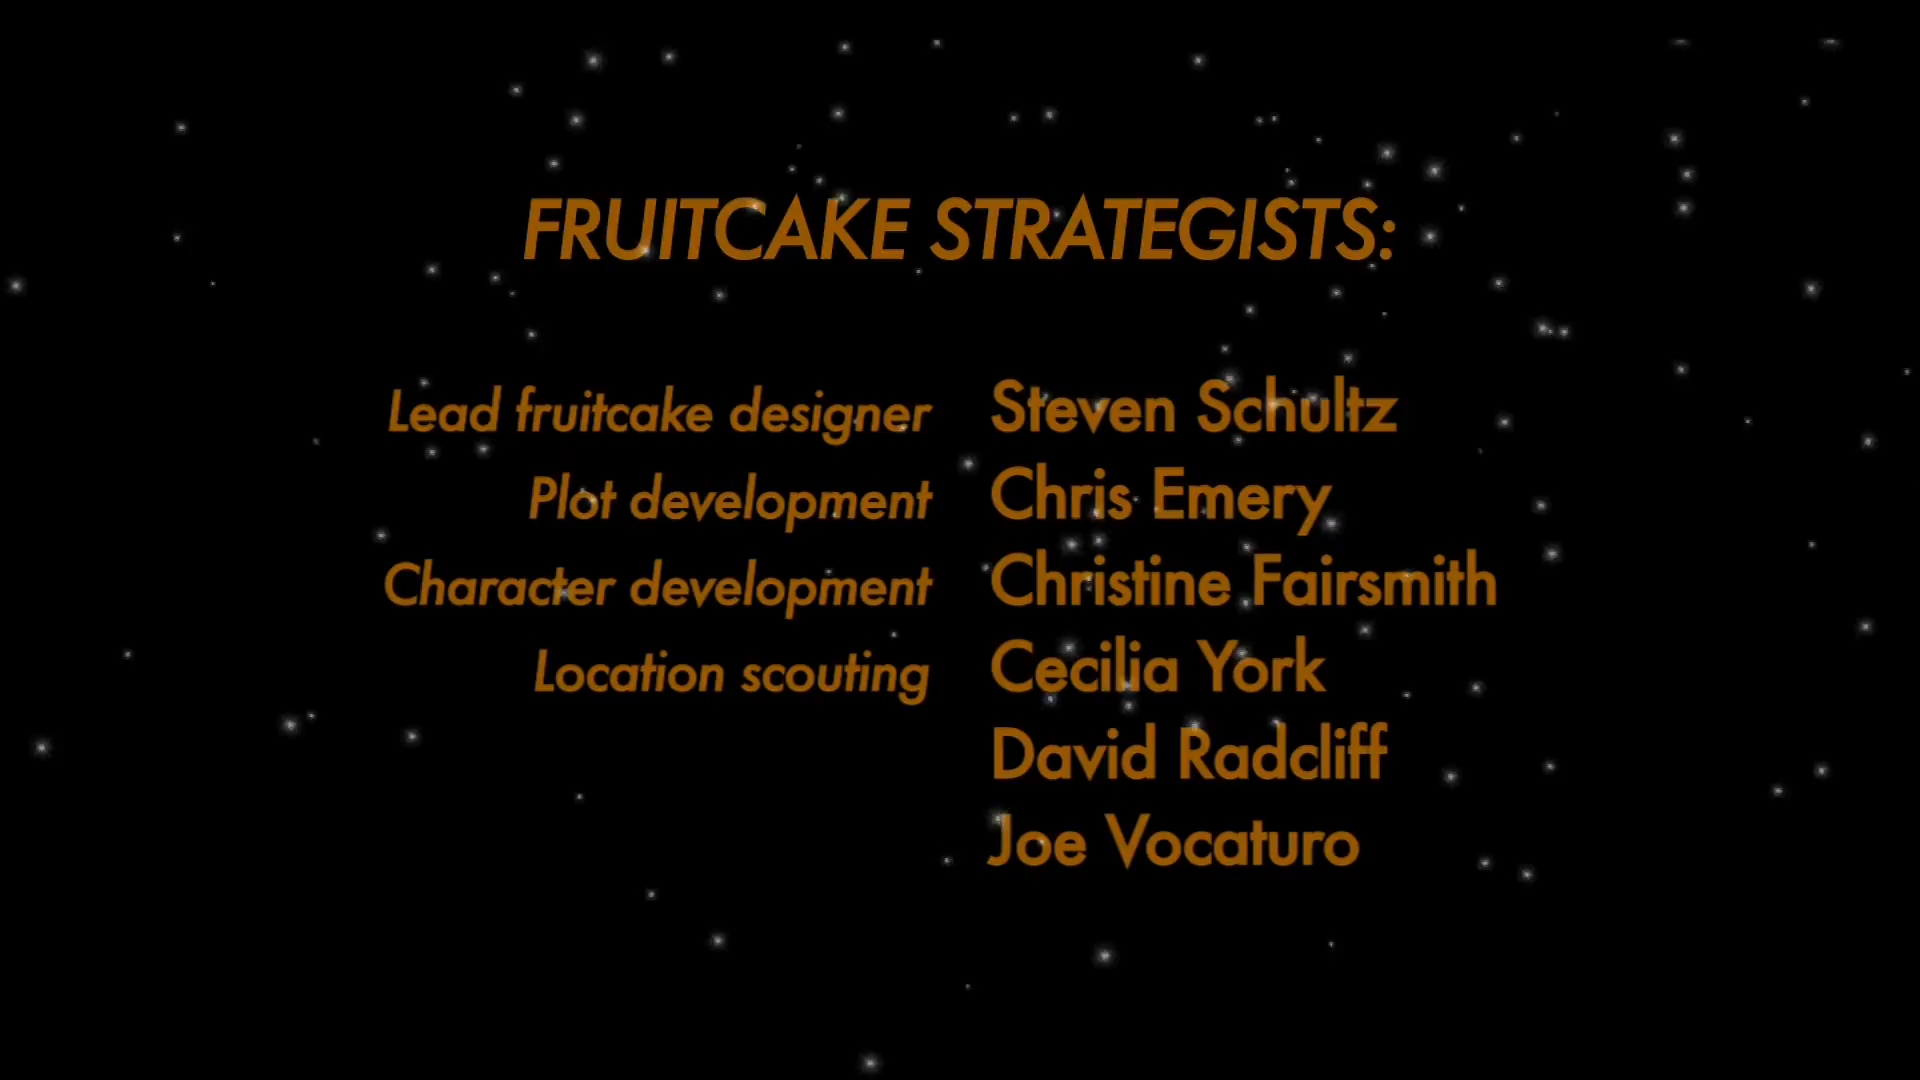 FRUITCAKE STRATEGISTS:
Lead fruitcake designer Steven Schultz
Plot development Chris Emery
Character development Christine Fairsmith
Location scouting Cecilia York
David Radcliff
Joe Vocaturo